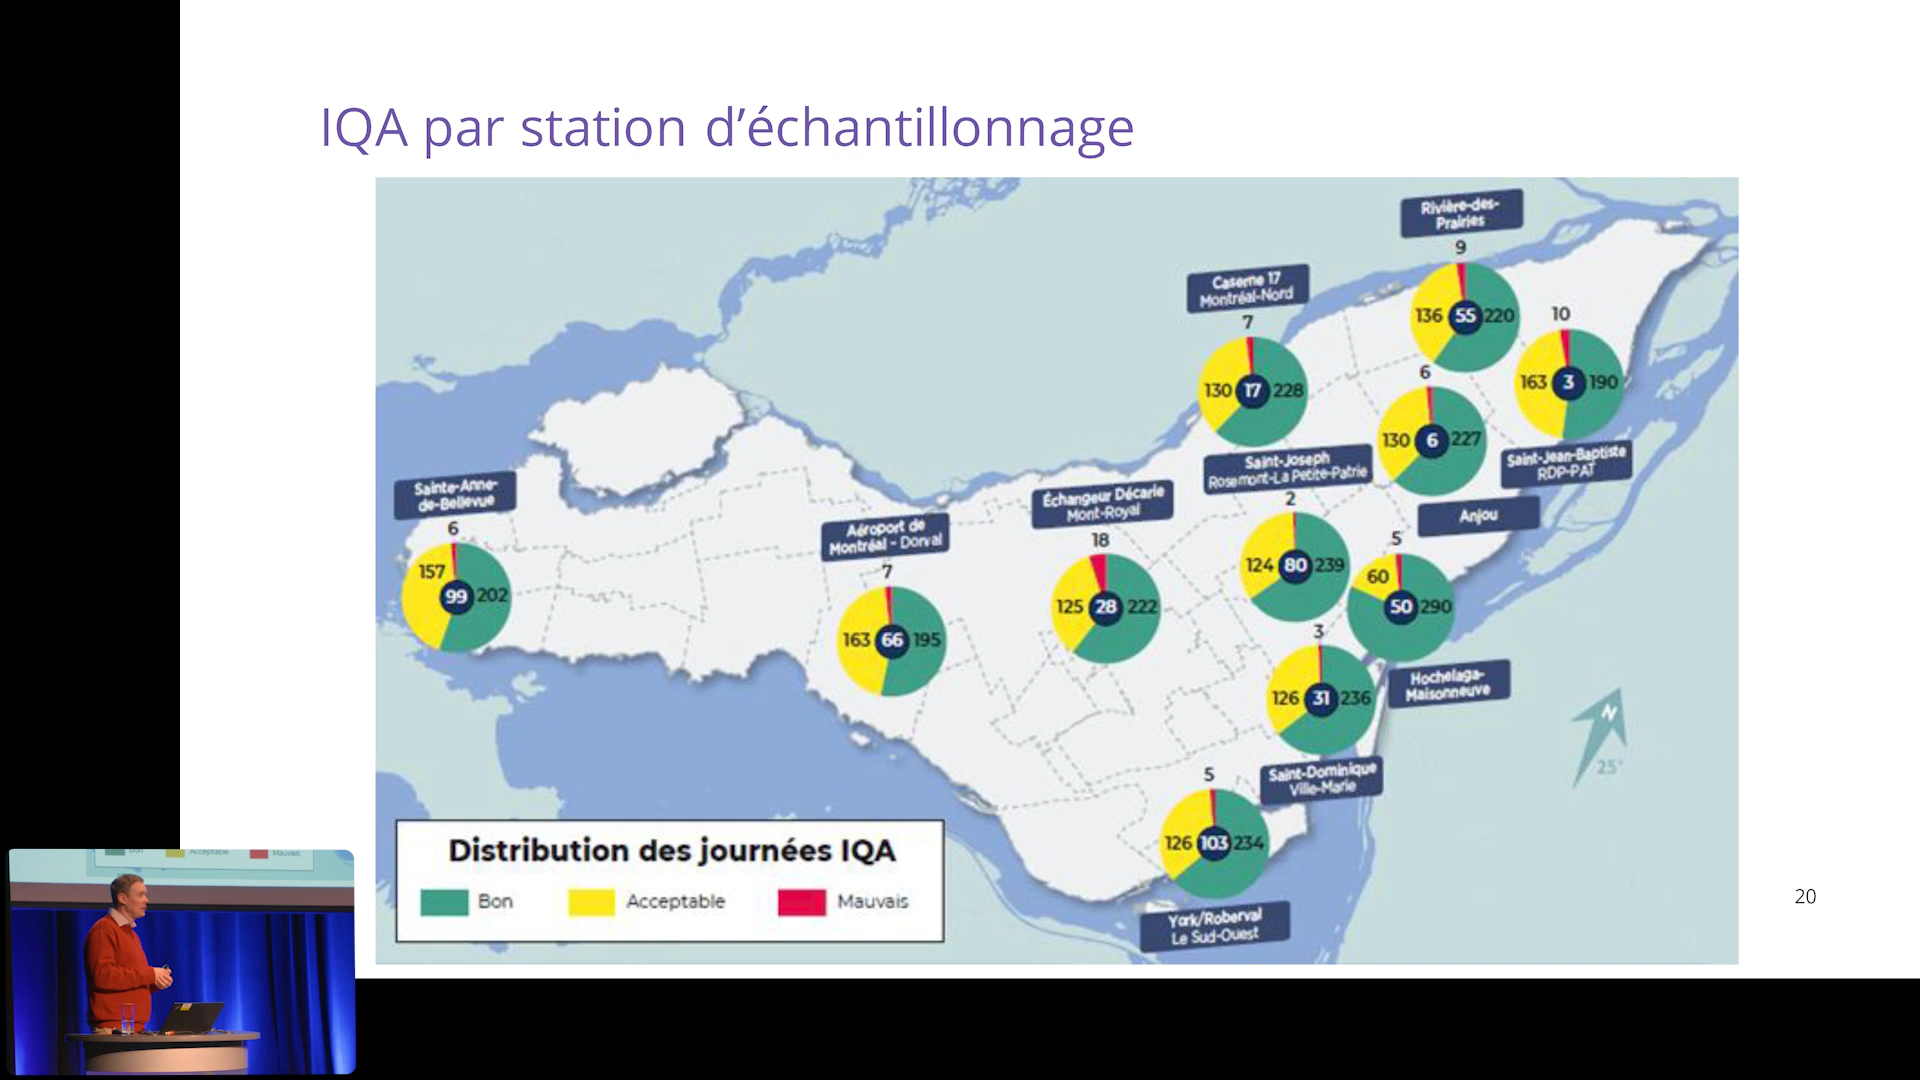 IQA par station d’échantillonnage
Rivière-des-
Prairies
9
136 55 220
Caserne 17
Montréal-Nord
7
130 17 228
10
163 3 190
Saint-Jean-Baptiste
RDP-PAT
6
130 6 227
Anjou
Saint-Joseph
Rosemont-La Petite-Patrie
2
124 80 239
Échangeur Décarie
Mont-Royal
18
125 28 222
Sainte-Anne-
de-Bellevue
6
157
99 202
Aéroport de
Montréal - Dorval
7
163 66 195
5
60
50 290
Hochelaga-
Maisonneuve
3
126 31 236
Saint-Dominique
Ville-Marie
5
126 103 234
York/Roberval
Le Sud-Ouest
N
25°
Distribution des journées IQA
Bon Acceptable Mauvais
20
Bon Acceptable Mauvais